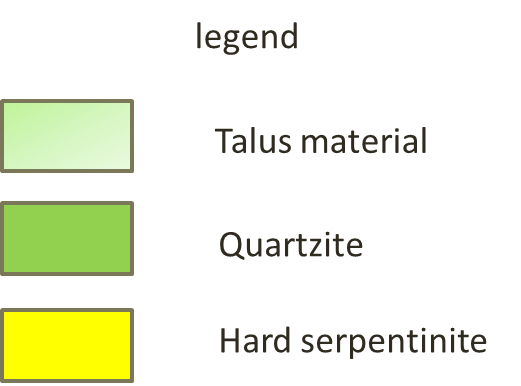 legend
Talus material
Quartzite
Hard serpentinite